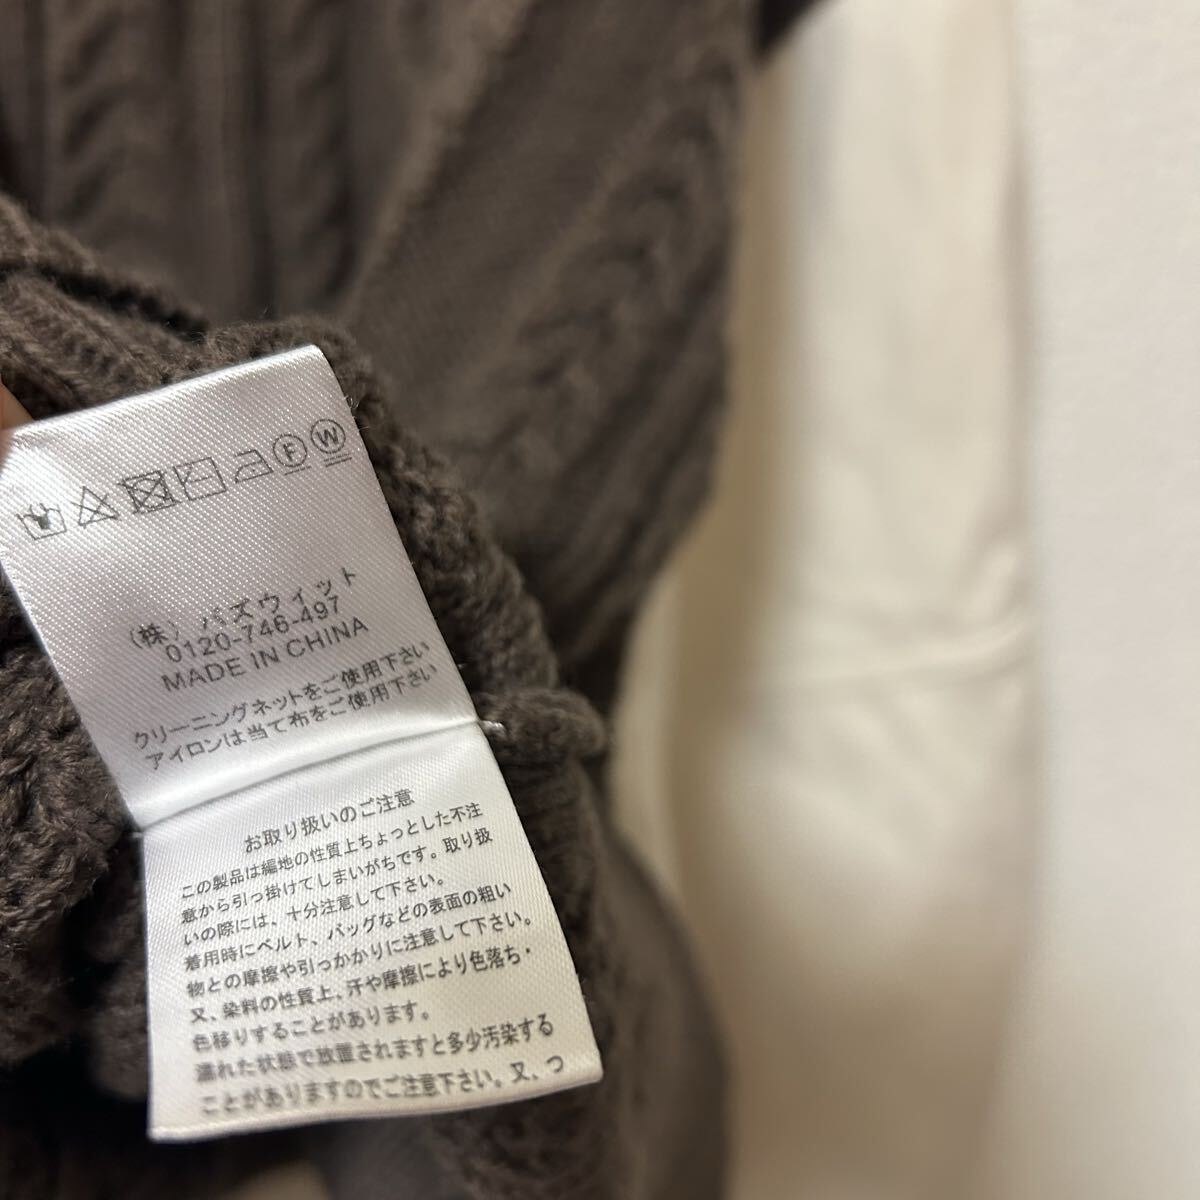 F W
(株) バズウィット
0120-746-497
MADE IN CHINA
クリーニングネットをご使用下さい
アイロンは当て布をご使用下さい
お取り扱いのご注意
この製品は編地の性質上ちょっとした不注
意から引っ掛けてしまいがちです。取り扱
いの際には、十分注意して下さい。
着用時にベルト、バッグなどの表面の粗い
物との摩擦や引っかかりに注意して下さい。
又、染料の性質上、汗や摩擦により色落ち・
色移りすることがあります。
濡れた状態で放置されますと多少汚染する
ことがありますのでご注意下さい。又、つ